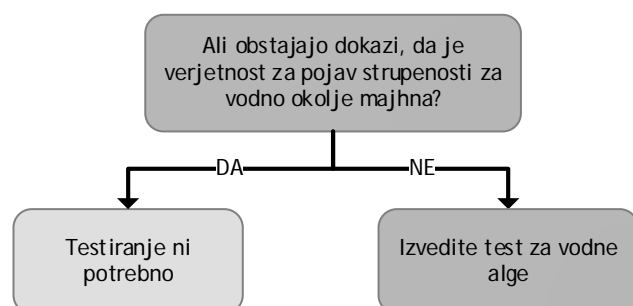 Ali obstajajo dokazi, da je
verjetnost za pojav strupenosti za
vodno okolje majhna?
DA
NE
Testiranje ni
potrebno
Izvedite test za vodne
alge